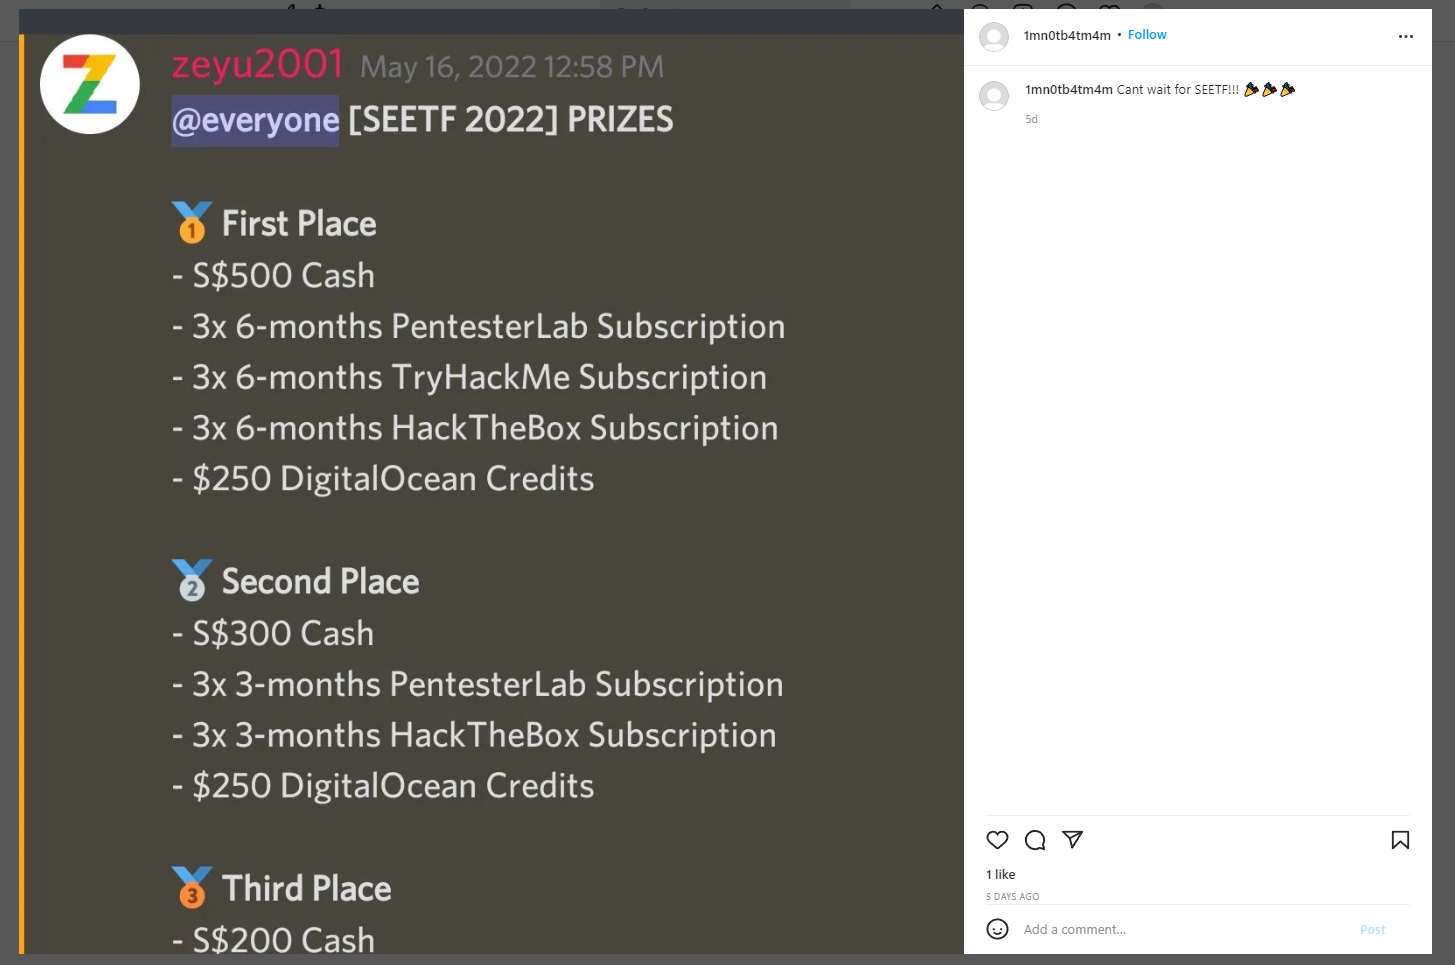 zeyu2001 May 16, 2022 12:58 PM
@everyone [SEETF 2022] PRIZES
1 First Place
- S$500 Cash
- 3x 6-months PentesterLab Subscription
- 3x 6-months TryHackMe Subscription
- 3x 6-months HackTheBox Subscription
- $250 DigitalOcean Credits
2 Second Place
- S$300 Cash
- 3x 3-months PentesterLab Subscription
- 3x 3-months HackTheBox Subscription
- $250 DigitalOcean Credits
3 Third Place
- S$200 Cash
1mn0tb4tm4m • Follow
1mn0tb4tm4m Cant wait for SEETF!!! 🎉🎉🎉
5d
1 like
5 DAYS AGO
Add a comment...
Post